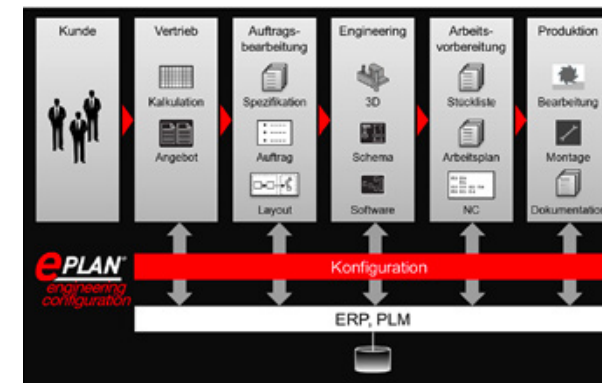 Kunde
Vertrieb
Kalkulation
Angebot
Auftrags-
bearbeitung
Spezifikation
Auftrag
Layout
Engineering
3D
Schema
Software
Arbeits-
vorbereitung
Stückliste
Arbeitsplan
NC
Produktion
Bearbeitung
Montage
Dokumentation
ePLAN®
engineering
configuration
Konfiguration
ERP, PLM